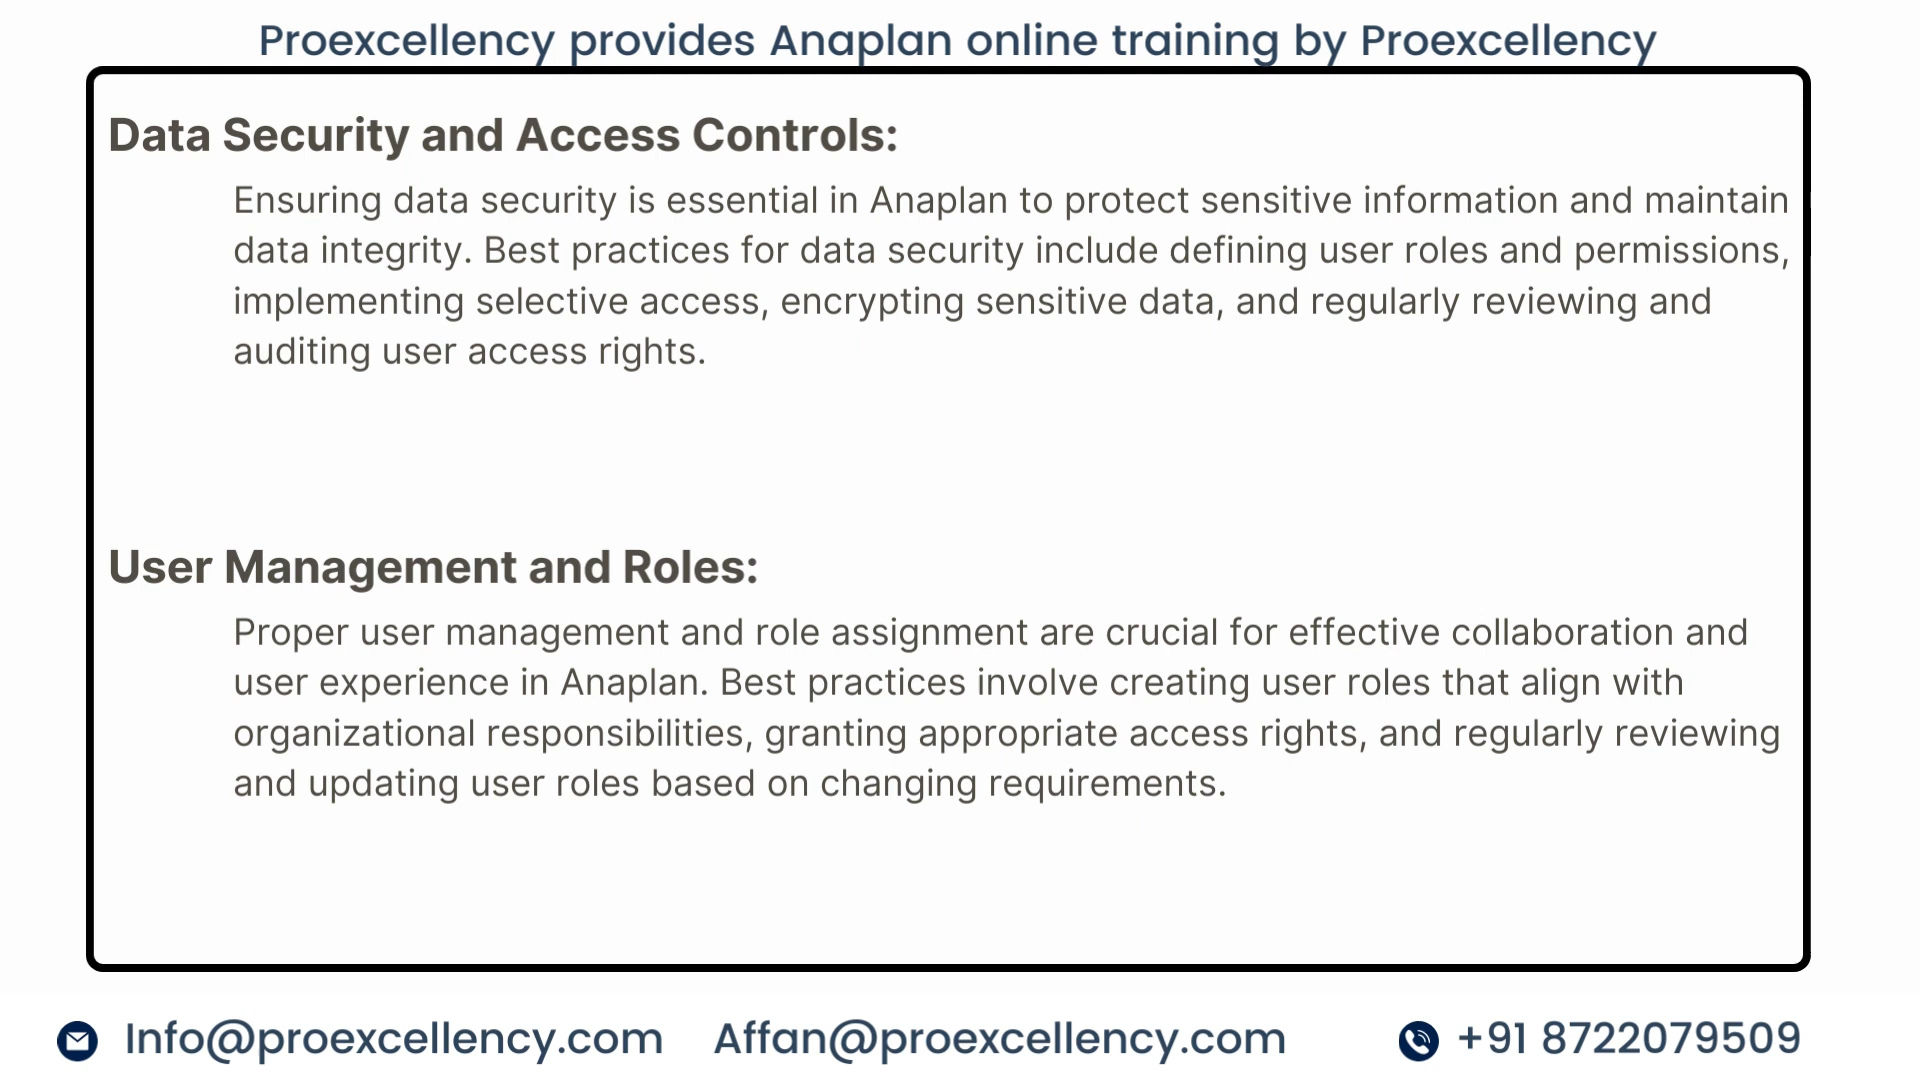 Proexcellency provides Anaplan online training by Proexcellency
Data Security and Access Controls:
Ensuring data security is essential in Anaplan to protect sensitive information and maintain
data integrity. Best practices for data security include defining user roles and permissions,
implementing selective access, encrypting sensitive data, and regularly reviewing and
auditing user access rights.
User Management and Roles:
Proper user management and role assignment are crucial for effective collaboration and
user experience in Anaplan. Best practices involve creating user roles that align with
organizational responsibilities, granting appropriate access rights, and regularly reviewing
and updating user roles based on changing requirements.
Info@proexcellency.com Affan@proexcellency.com +91 8722079509